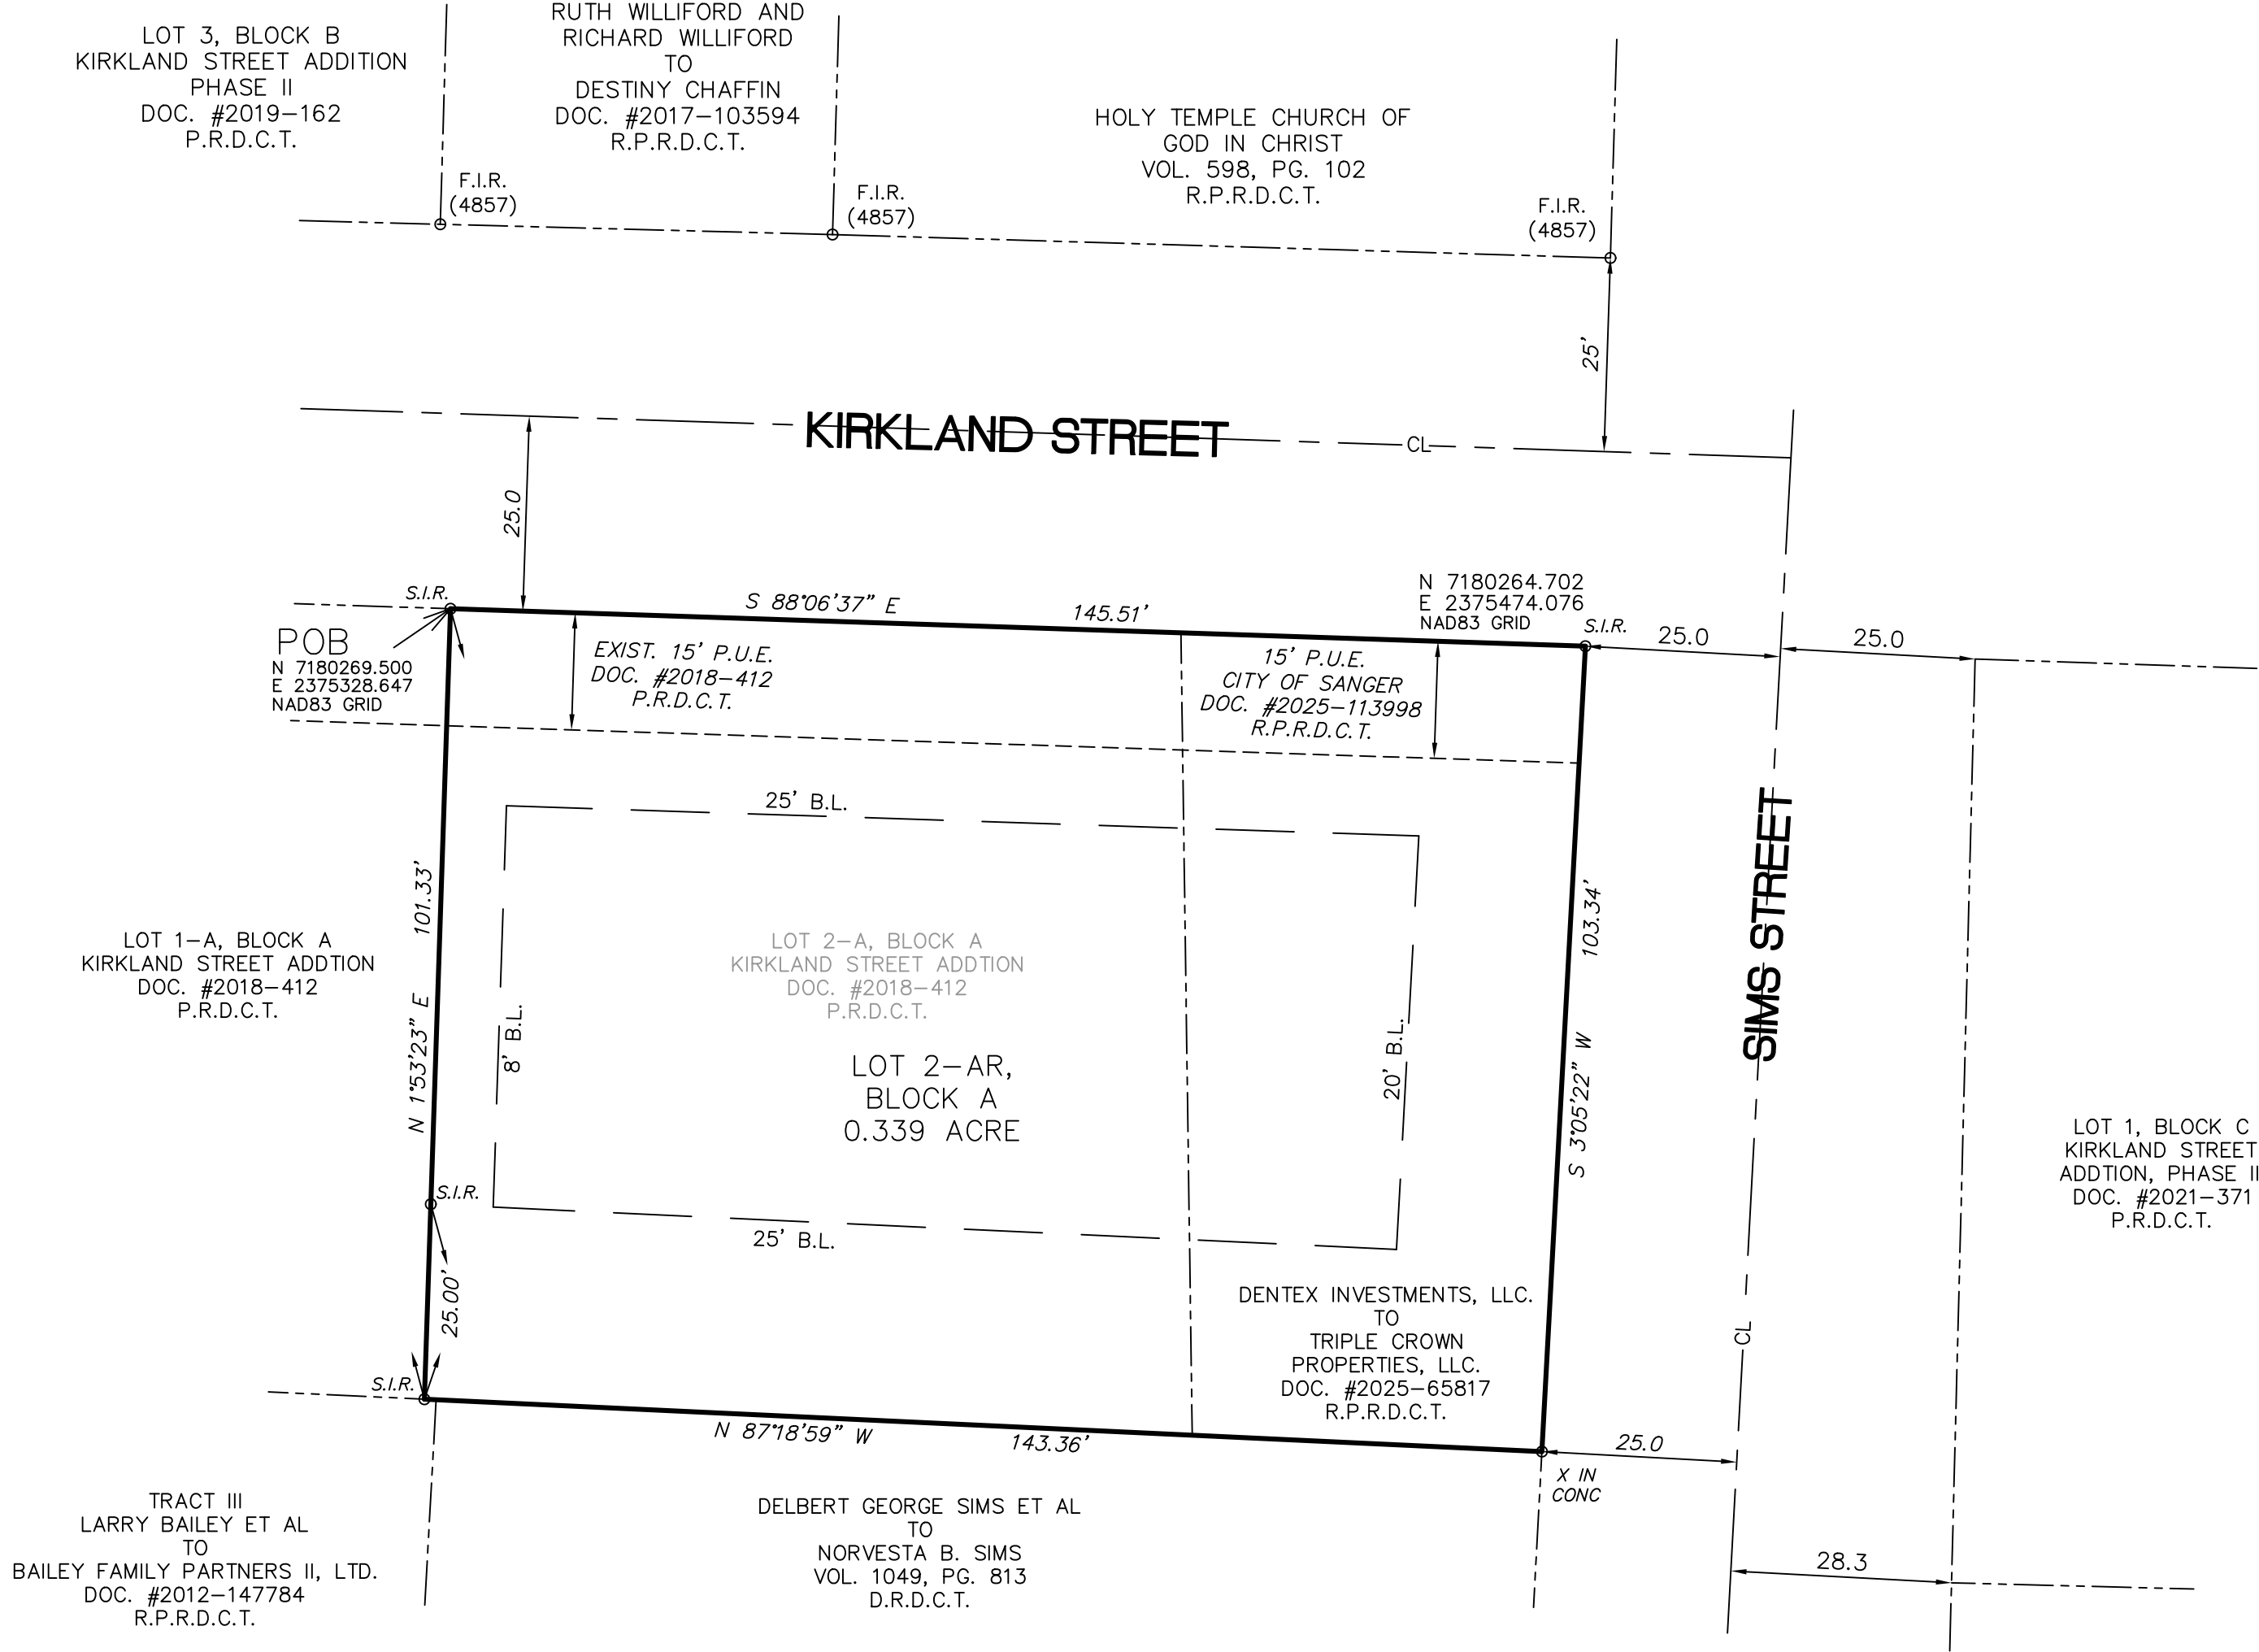 LOT 3, BLOCK B
KIRKLAND STREET ADDITION
PHASE II
DOC. #2019-162
P.R.D.C.T.
RUTH WILLIFORD AND
RICHARD WILLIFORD
TO
DESTINY CHAFFIN
DOC. #2017-103594
R.P.R.D.C.T.
HOLY TEMPLE CHURCH OF
GOD IN CHRIST
VOL. 598, PG. 102
R.P.R.D.C.T.
F.I.R.
(4857)
F.I.R.
(4857)
F.I.R.
(4857)
25'
KIRKLAND STREET
CL
25.0
S.I.R.
POB
N 7180269.500
E 2375328.647
NAD83 GRID
S 88°06'37" E 145.51'
N 7180264.702
E 2375474.076
NAD83 GRID
S.I.R.
25.0
25.0
EXIST. 15' P.U.E.
DOC. #2018-412
P.R.D.C.T.
15' P.U.E.
CITY OF SANGER
DOC. #2025-113998
R.P.R.D.C.T.
25' B.L.
N 1°53'23" E 101.33'
LOT 1-A, BLOCK A
KIRKLAND STREET ADDTION
DOC. #2018-412
P.R.D.C.T.
8' B.L.
LOT 2-A, BLOCK A
KIRKLAND STREET ADDTION
DOC. #2018-412
P.R.D.C.T.
LOT 2-AR,
BLOCK A
0.339 ACRE
20' B.L.
S 3°05'22" W 103.34'
SIMS STREET
LOT 1, BLOCK C
KIRKLAND STREET
ADDTION, PHASE II
DOC. #2021-371
P.R.D.C.T.
S.I.R.
25' B.L.
25.00'
DENTEX INVESTMENTS, LLC.
TO
TRIPLE CROWN
PROPERTIES, LLC.
DOC. #2025-65817
R.P.R.D.C.T.
CL
S.I.R.
N 87°18'59" W 143.36'
25.0
X IN
CONC
TRACT III
LARRY BAILEY ET AL
TO
BAILEY FAMILY PARTNERS II, LTD.
DOC. #2012-147784
R.P.R.D.C.T.
DELBERT GEORGE SIMS ET AL
TO
NORVESTA B. SIMS
VOL. 1049, PG. 813
D.R.D.C.T.
28.3